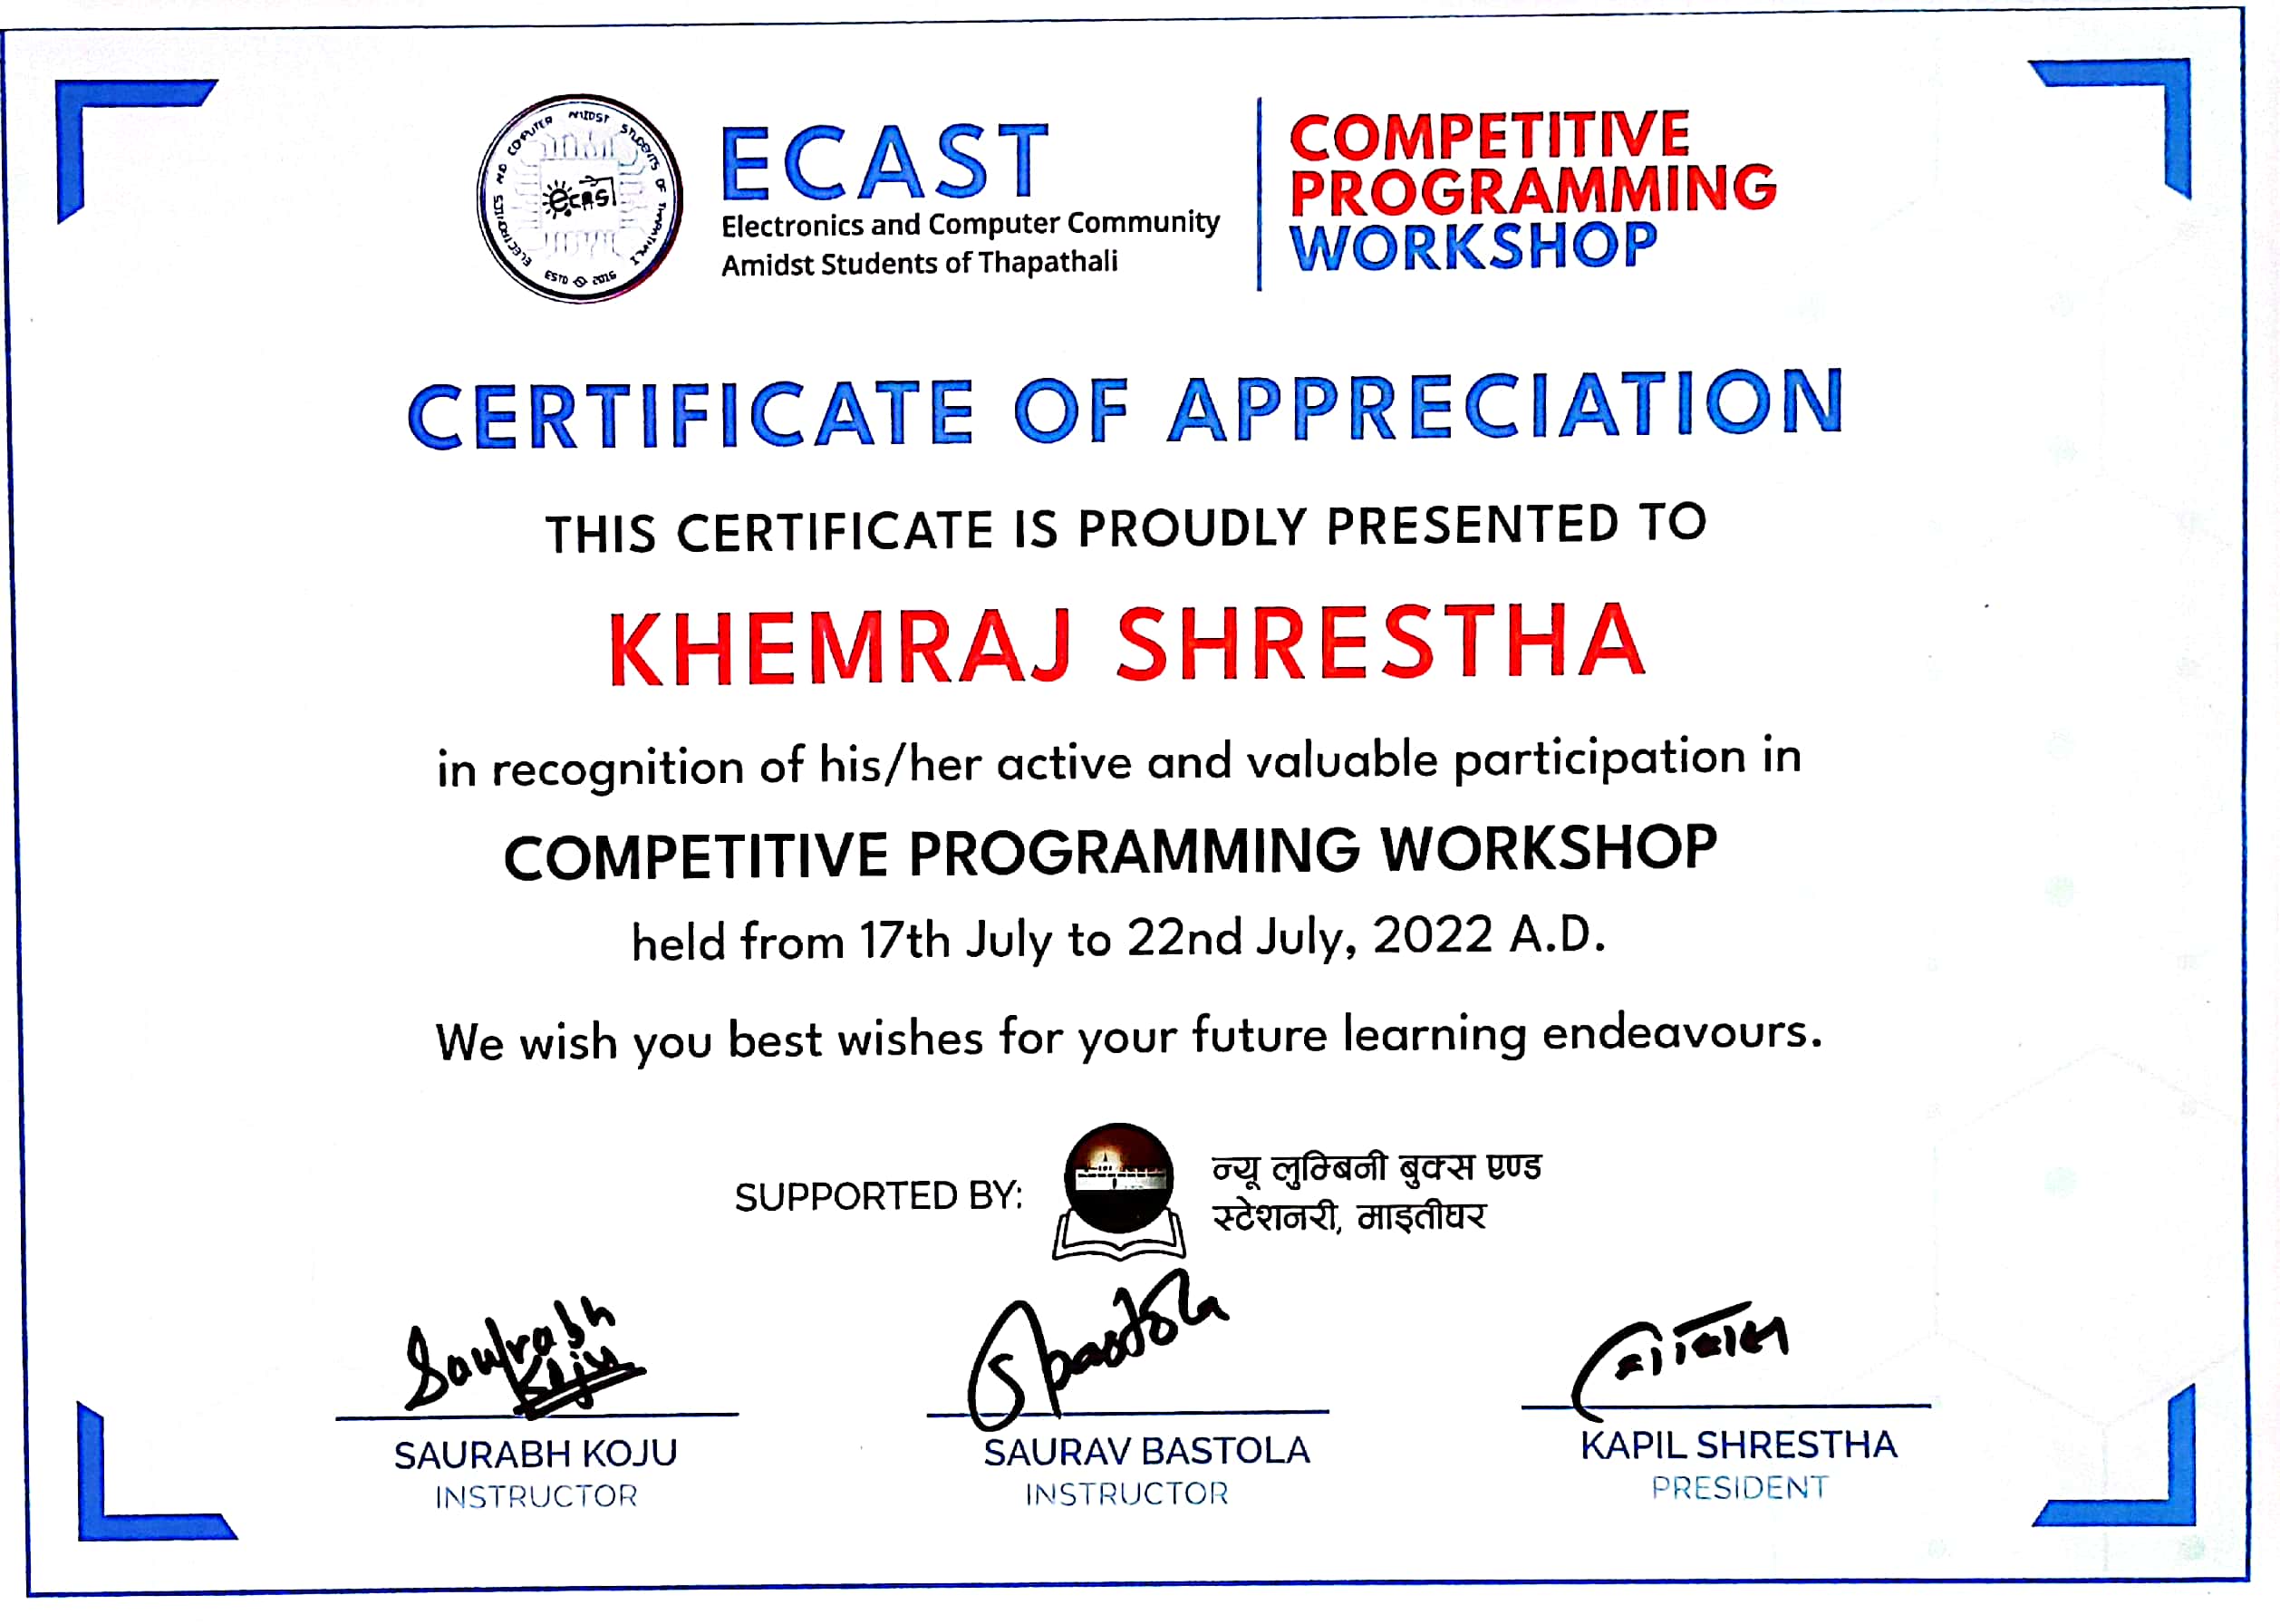 ELECTRONICS AND COMPUTER AMIDST STUDENTS OF THAPATHALI
ecast
ESTD 2016
ECAST
Electronics and Computer Community
Amidst Students of Thapathali
COMPETITIVE
PROGRAMMING
WORKSHOP
CERTIFICATE OF APPRECIATION
THIS CERTIFICATE IS PROUDLY PRESENTED TO
KHEMRAJ SHRESTHA
in recognition of his/her active and valuable participation in
COMPETITIVE PROGRAMMING WORKSHOP
held from 17th July to 22nd July, 2022 A.D.
We wish you best wishes for your future learning endeavours.
SUPPORTED BY:
न्यू लुम्बिनी बुक्स एण्ड
स्टेशनरी, माइतीघर
Saurabh
Koju
SBastola
SAURABH KOJU
INSTRUCTOR
SAURAV BASTOLA
INSTRUCTOR
KAPIL SHRESTHA
PRESIDENT